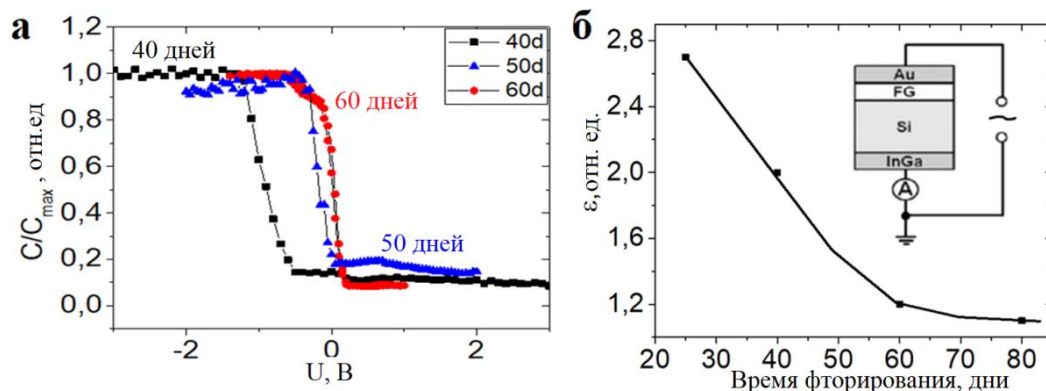 а
1,2
1,0
0,8
0,6
0,4
0,2
0,0
C/Cmax , отн.ед
-2
0
2
U, В
40 дней
60 дней
50 дней
40d
50d
60d
б
2,8
2,4
2,0
1,6
1,2
ε,отн. ед.
20
30
40
50
60
70
80
Время фторирования, дни
Au
FG
Si
InGa
A
~